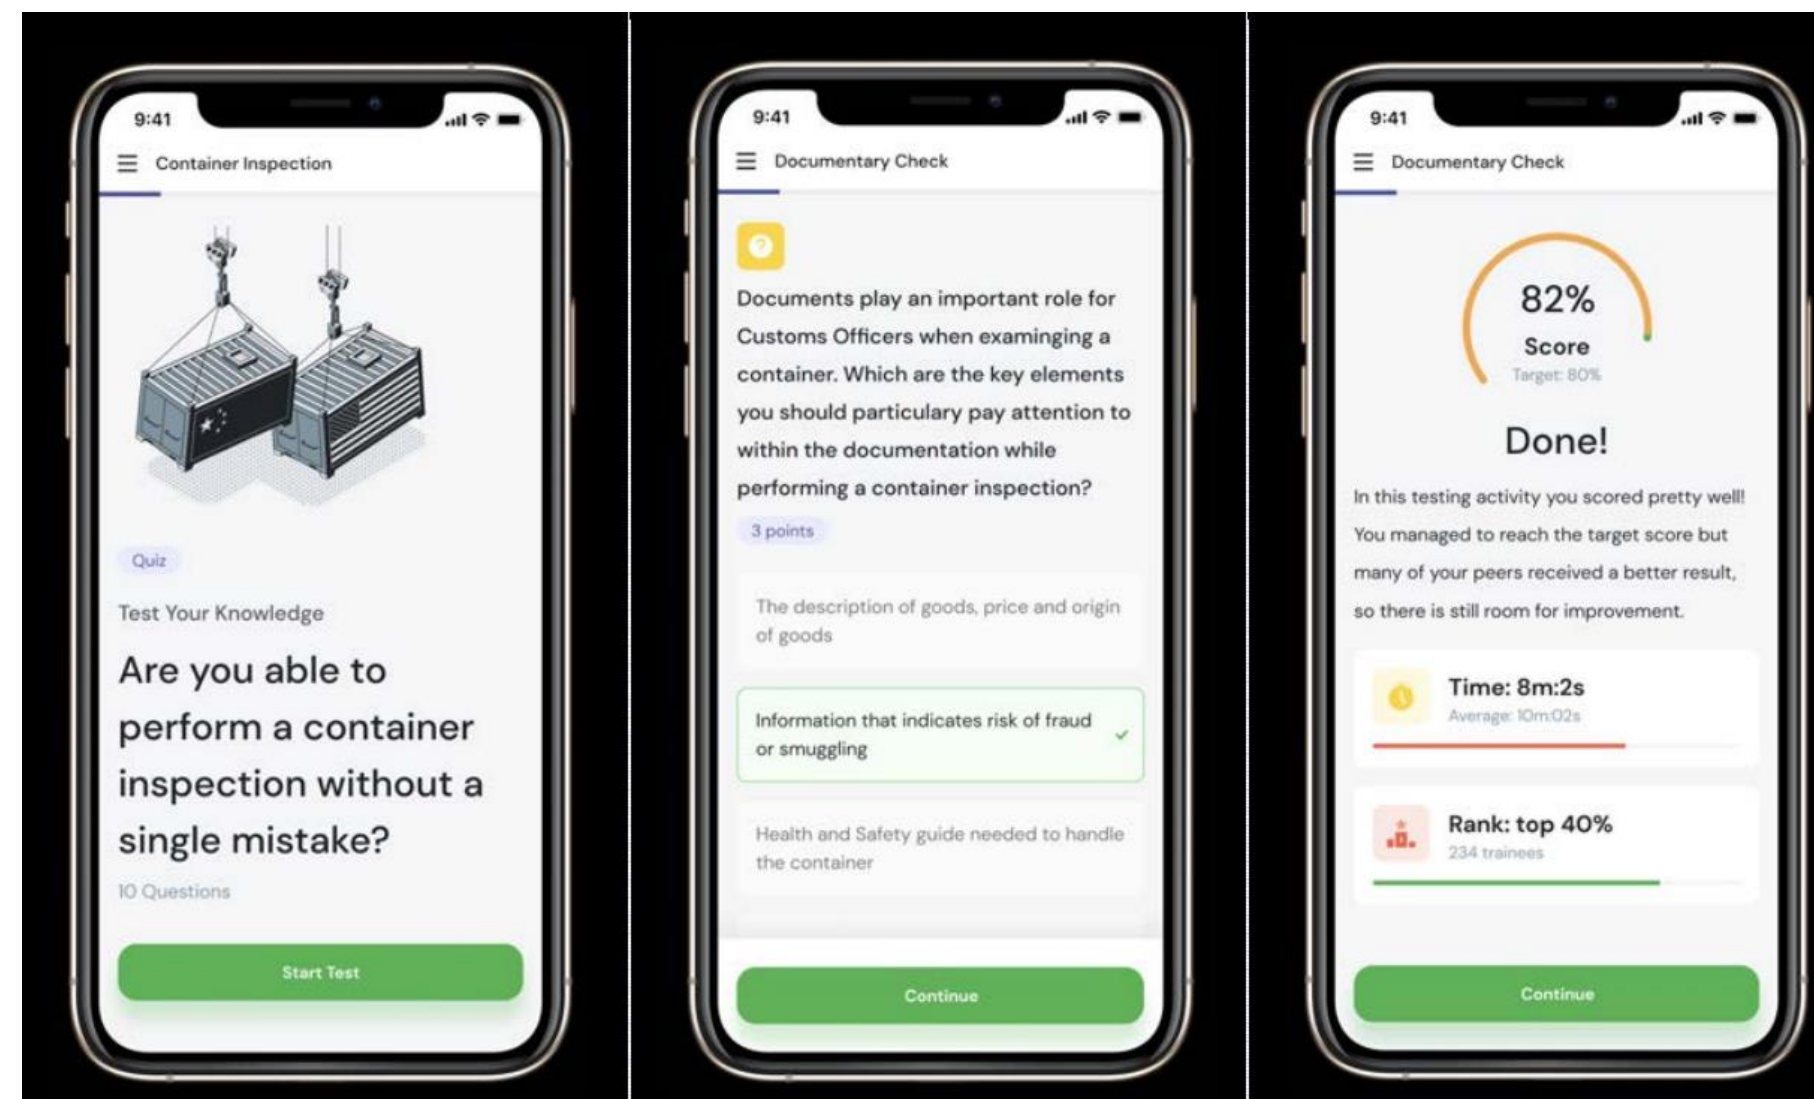 9:41
Container Inspection
Quiz
Test Your Knowledge
Are you able to
perform a container
inspection without a
single mistake?
10 Questions
Start Test
9:41
Documentary Check
?
Documents play an important role for
Customs Officers when examinging a
container. Which are the key elements
you should particulary pay attention to
within the documentation while
performing a container inspection?
3 points
The description of goods, price and origin
of goods
Information that indicates risk of fraud
or smuggling
Health and Safety guide needed to handle
the container
Continue
9:41
Documentary Check
82%
Score
Target: 80%
Done!
In this testing activity you scored pretty well!
You managed to reach the target score but
many of your peers received a better result,
so there is still room for improvement.
Time: 8m:2s
Average: 10m:02s
Rank: top 40%
234 trainees
Continue